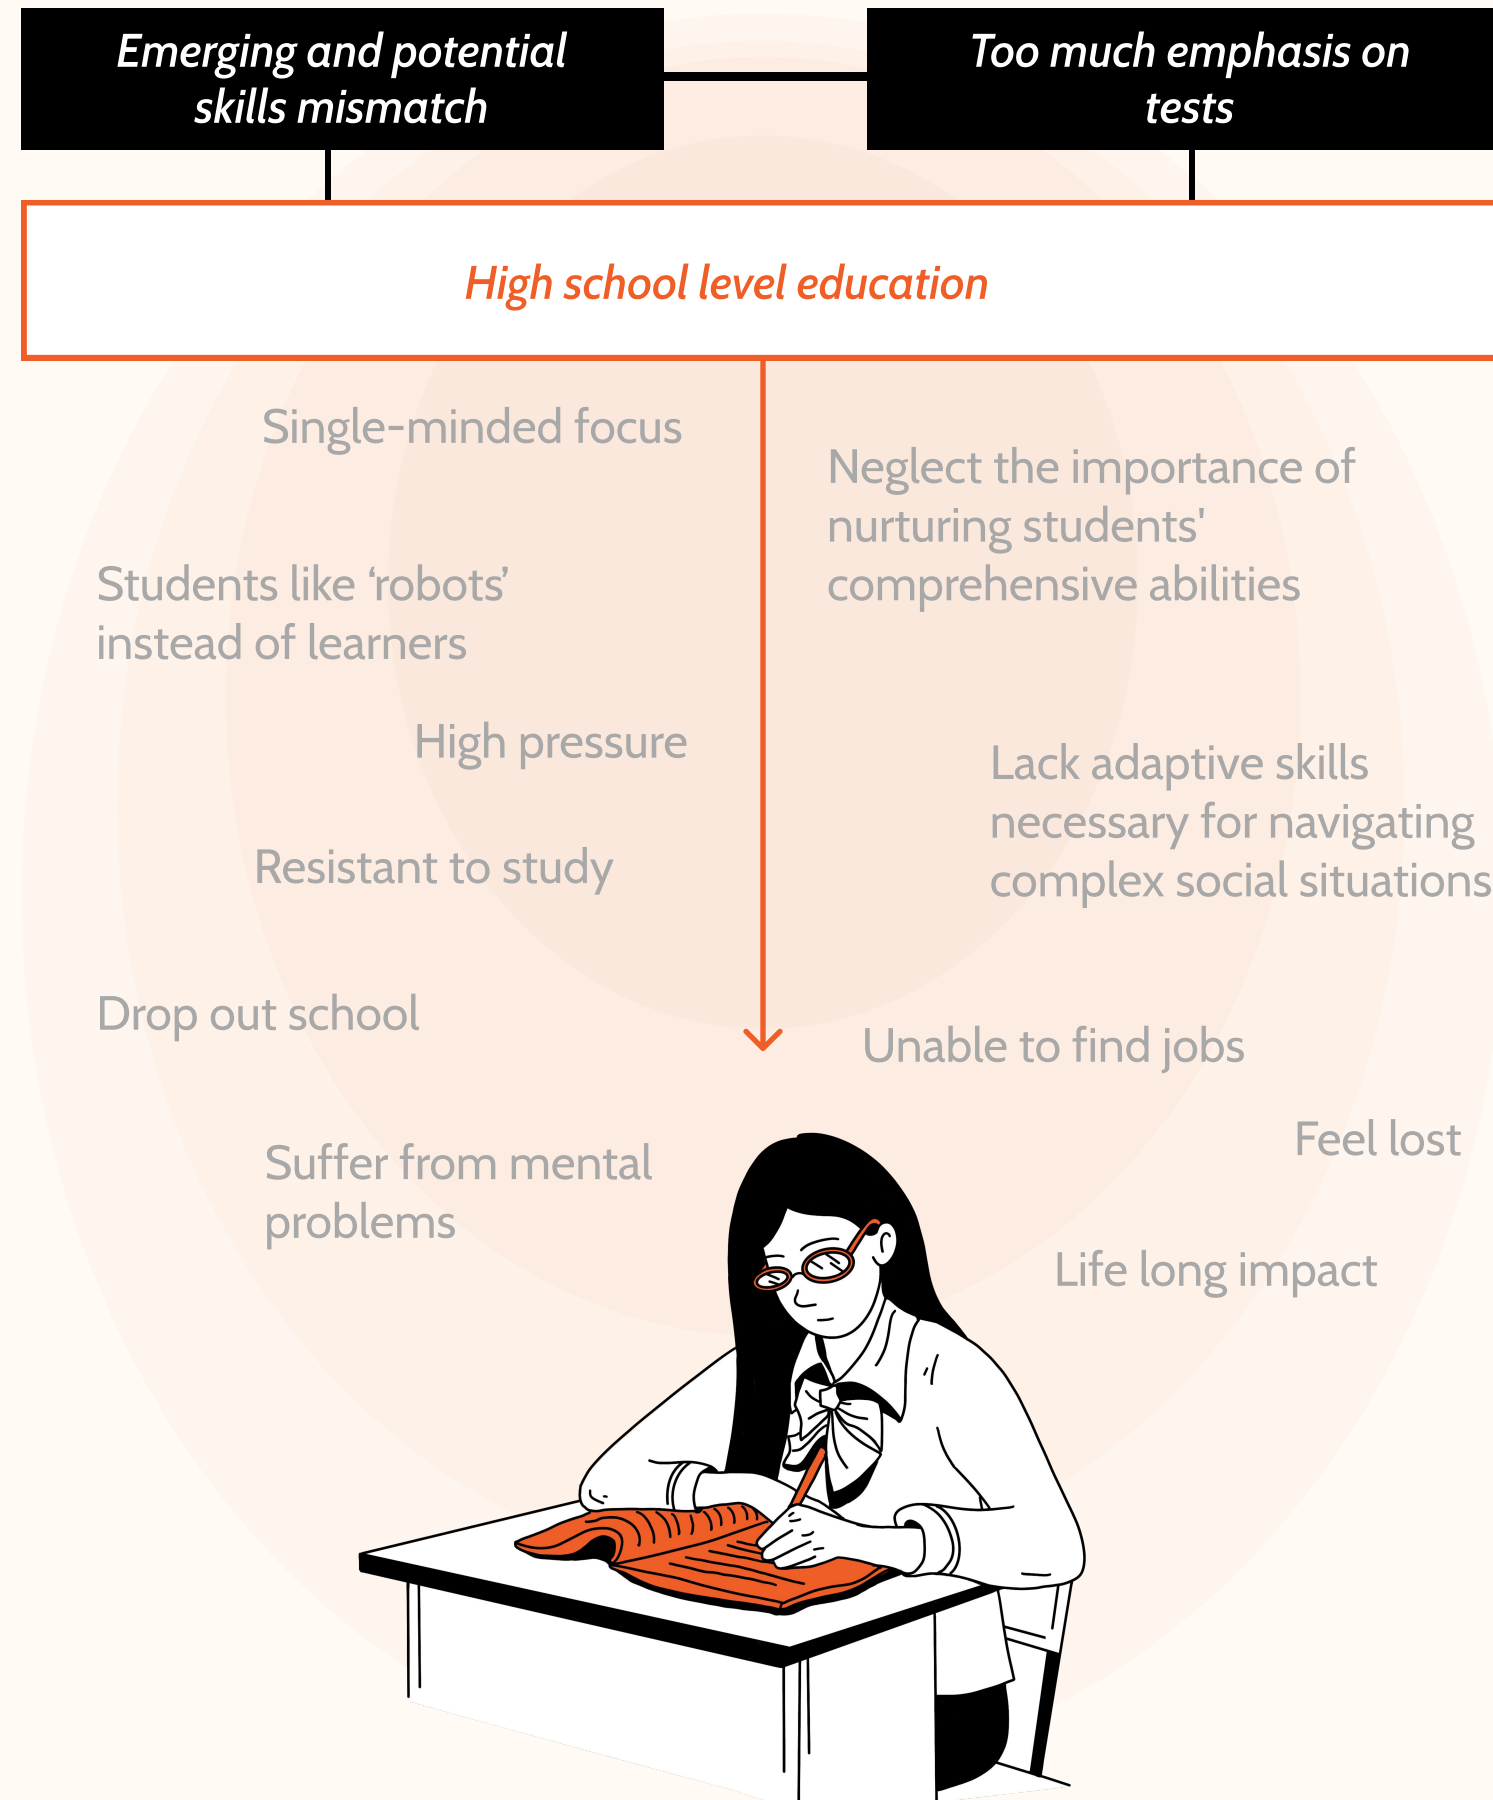 Emerging and potential
skills mismatch
Too much emphasis on
tests
High school level education
Single-minded focus
Neglect the importance of
nurturing students'
comprehensive abilities
Students like ‘robots’
instead of learners
High pressure
Lack adaptive skills
necessary for navigating
complex social situations
Resistant to study
Drop out school
Unable to find jobs
Feel lost
Suffer from mental
problems
Life long impact